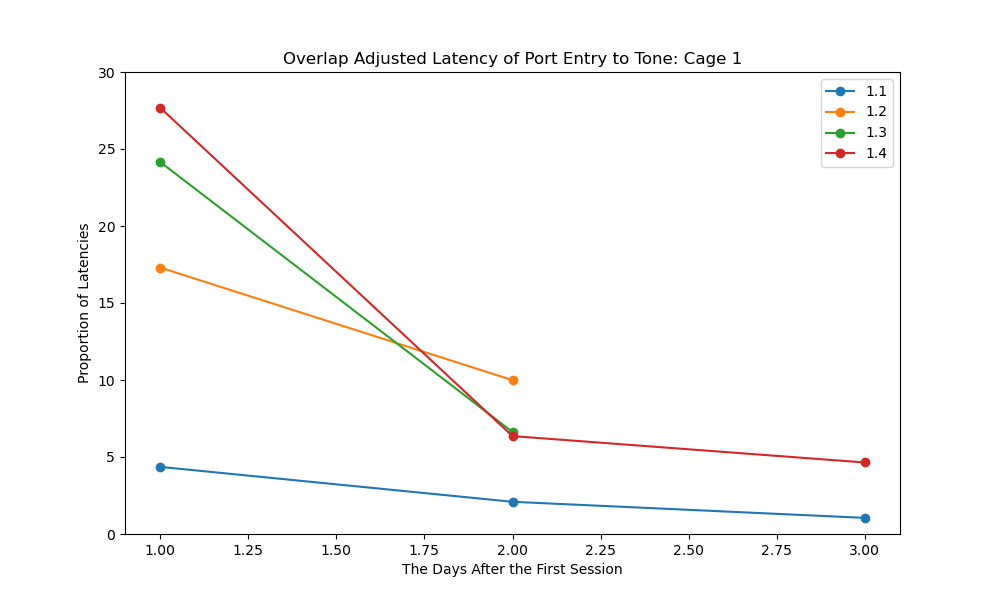 Overlap Adjusted Latency of Port Entry to Tone: Cage 1
30
25
20
15
10
5
0
Proportion of Latencies
1.1
1.2
1.3
1.4
1.00 1.25 1.50 1.75 2.00 2.25 2.50 2.75 3.00
The Days After the First Session